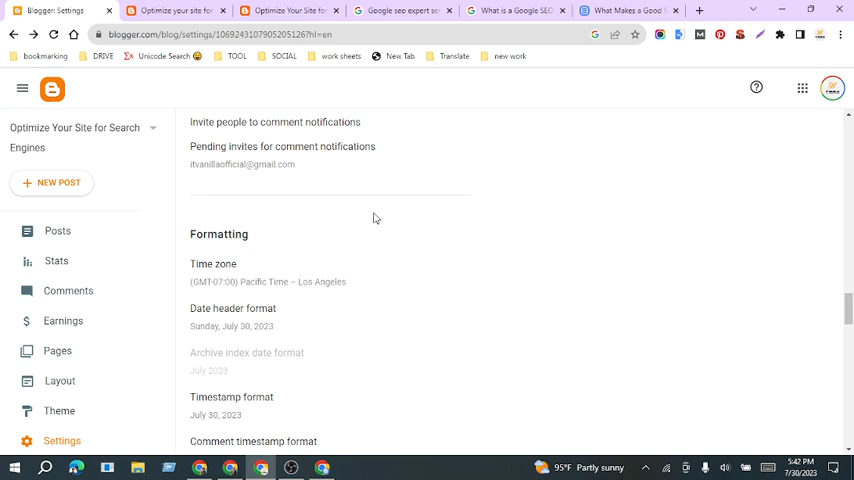 Blogger: Settings
Optimize your site for
Optimize Your Site for
Google seo expert ser
What is a Google SEO
What Makes a Good S
blogger.com/blog/settings/1069243107905205126?hl=en
bookmarking
DRIVE
Unicode Search
TOOL
SOCIAL
work sheets
New Tab
Translate
new work
Optimize Your Site for Search
Engines
NEW POST
Posts
Stats
Comments
Earnings
Pages
Layout
Theme
Settings
Invite people to comment notifications
Pending invites for comment notifications
itvanillaofficial@gmail.com
Formatting
Time zone
(GMT-07:00) Pacific Time – Los Angeles
Date header format
Sunday, July 30, 2023
Archive index date format
July 2023
Timestamp format
July 30, 2023
Comment timestamp format
95°F Partly sunny
5:42 PM
7/30/2023